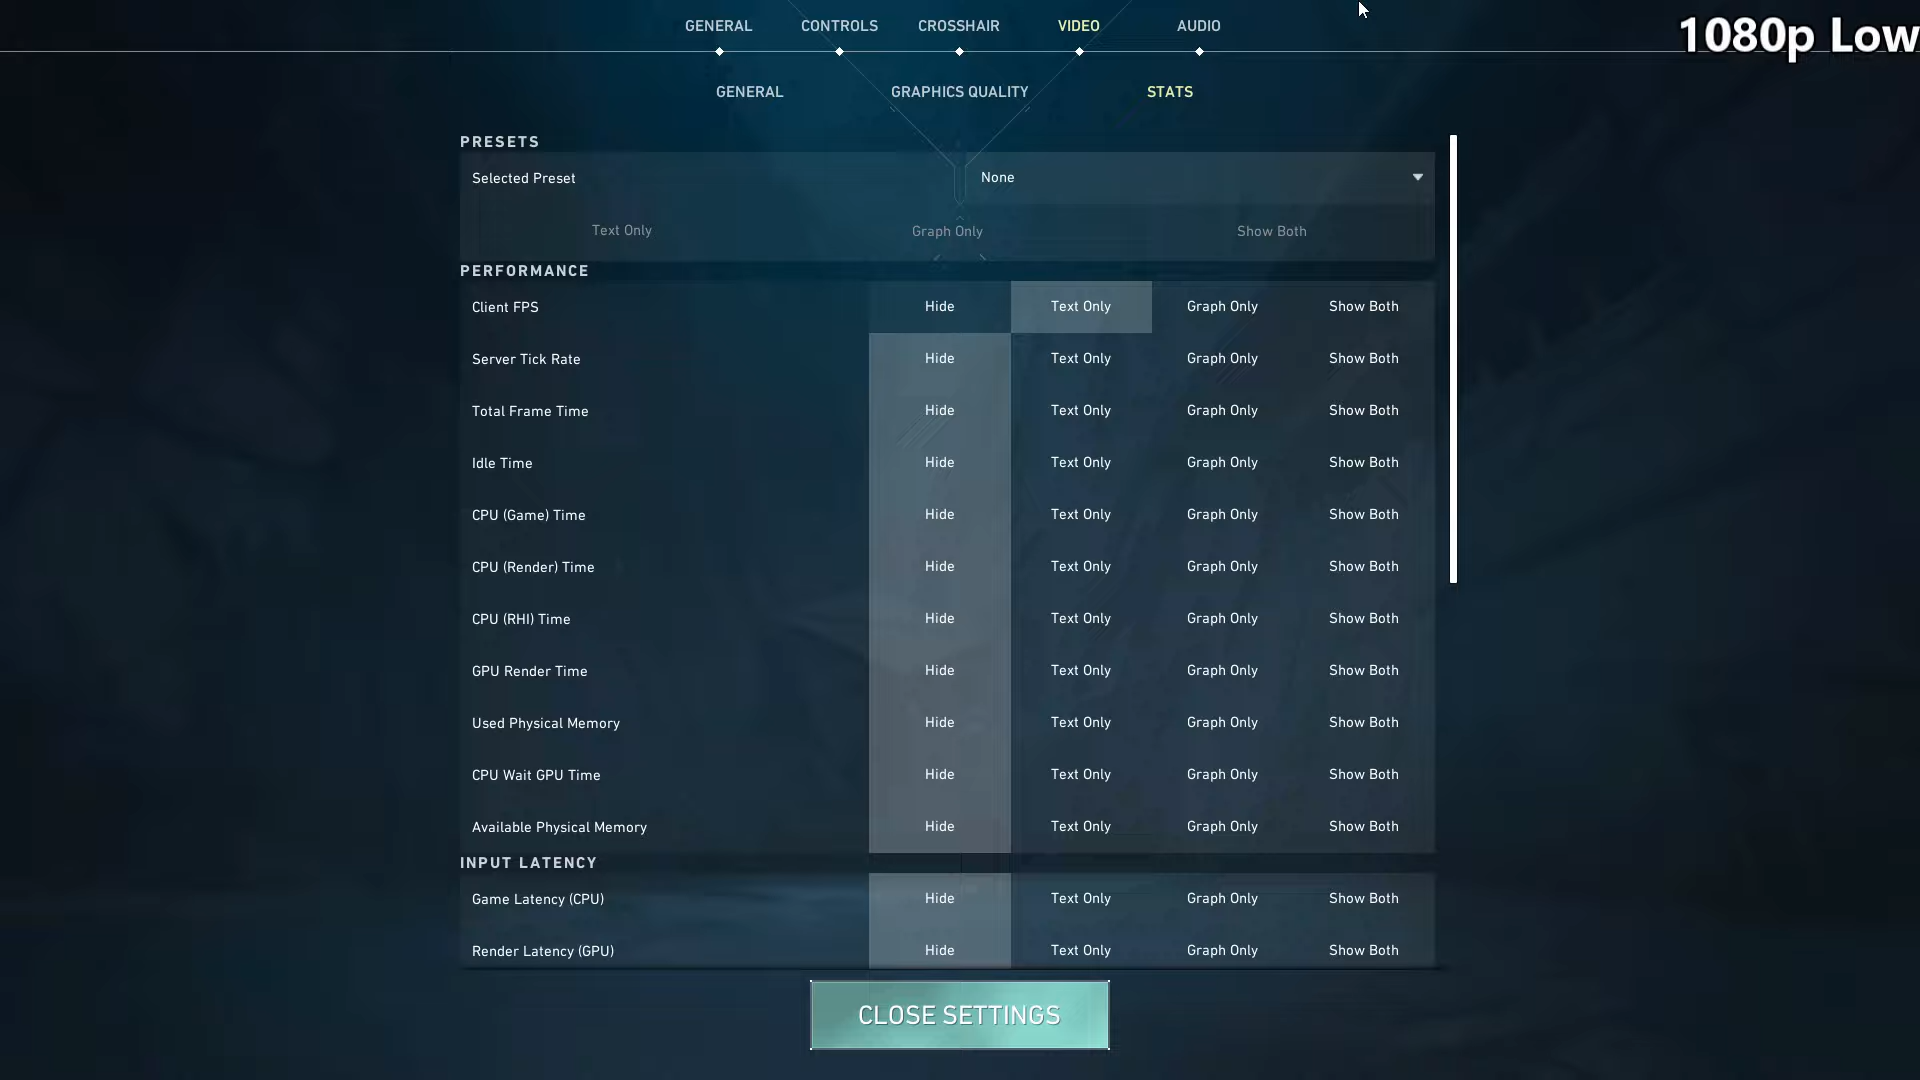 GENERAL CONTROLS CROSSHAIR VIDEO AUDIO
1080p Low
GENERAL GRAPHICS QUALITY STATS
PRESETS
Selected Preset None
Text Only Graph Only Show Both
PERFORMANCE
Client FPS Hide Text Only Graph Only Show Both
Server Tick Rate Hide Text Only Graph Only Show Both
Total Frame Time Hide Text Only Graph Only Show Both
Idle Time Hide Text Only Graph Only Show Both
CPU (Game) Time Hide Text Only Graph Only Show Both
CPU (Render) Time Hide Text Only Graph Only Show Both
CPU (RHI) Time Hide Text Only Graph Only Show Both
GPU Render Time Hide Text Only Graph Only Show Both
Used Physical Memory Hide Text Only Graph Only Show Both
CPU Wait GPU Time Hide Text Only Graph Only Show Both
Available Physical Memory Hide Text Only Graph Only Show Both
INPUT LATENCY
Game Latency (CPU) Hide Text Only Graph Only Show Both
Render Latency (GPU) Hide Text Only Graph Only Show Both
CLOSE SETTINGS